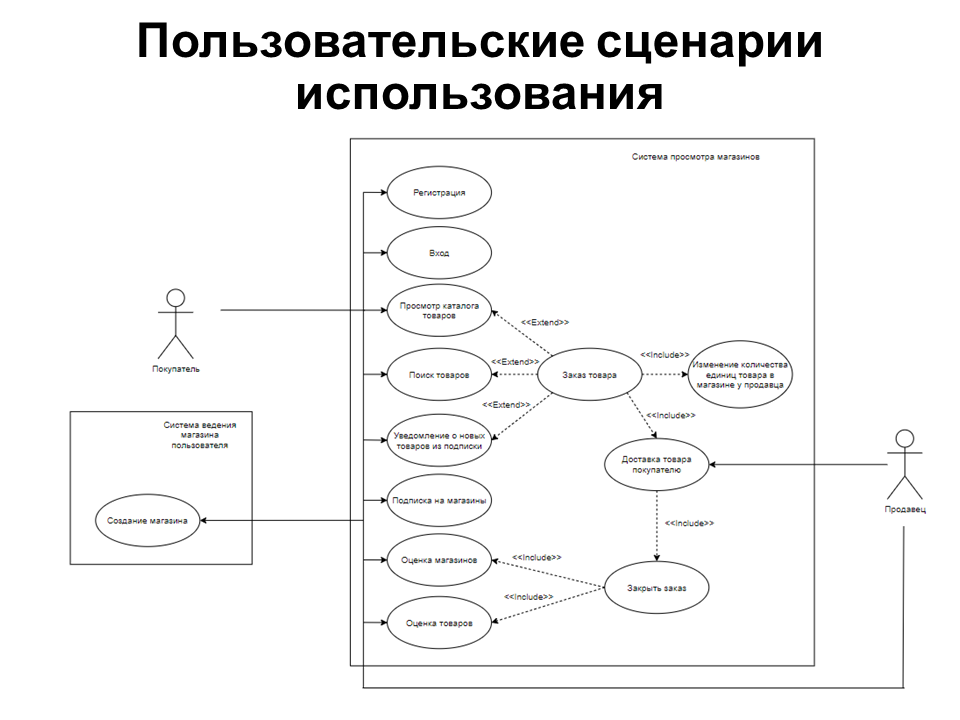 Пользовательские сценарии
использования
Система просмотра магазинов
Регистрация
Вход
Просмотр каталога
товаров
<<Extend>>
Покупатель
Поиск товаров
<<Extend>>
Заказ товара
<<Include>>
Изменение количества
единиц товара в
магазине у продавца
<<Extend>>
<<Include>>
Система ведения
магазина
пользователя
Уведомление о новых
товаров из подписки
Доставка товара
покупателю
Подписка на магазины
Продавец
Создание магазина
<<Include>>
Оценка магазинов
<<Include>>
Закрыть заказ
<<Include>>
Оценка товаров